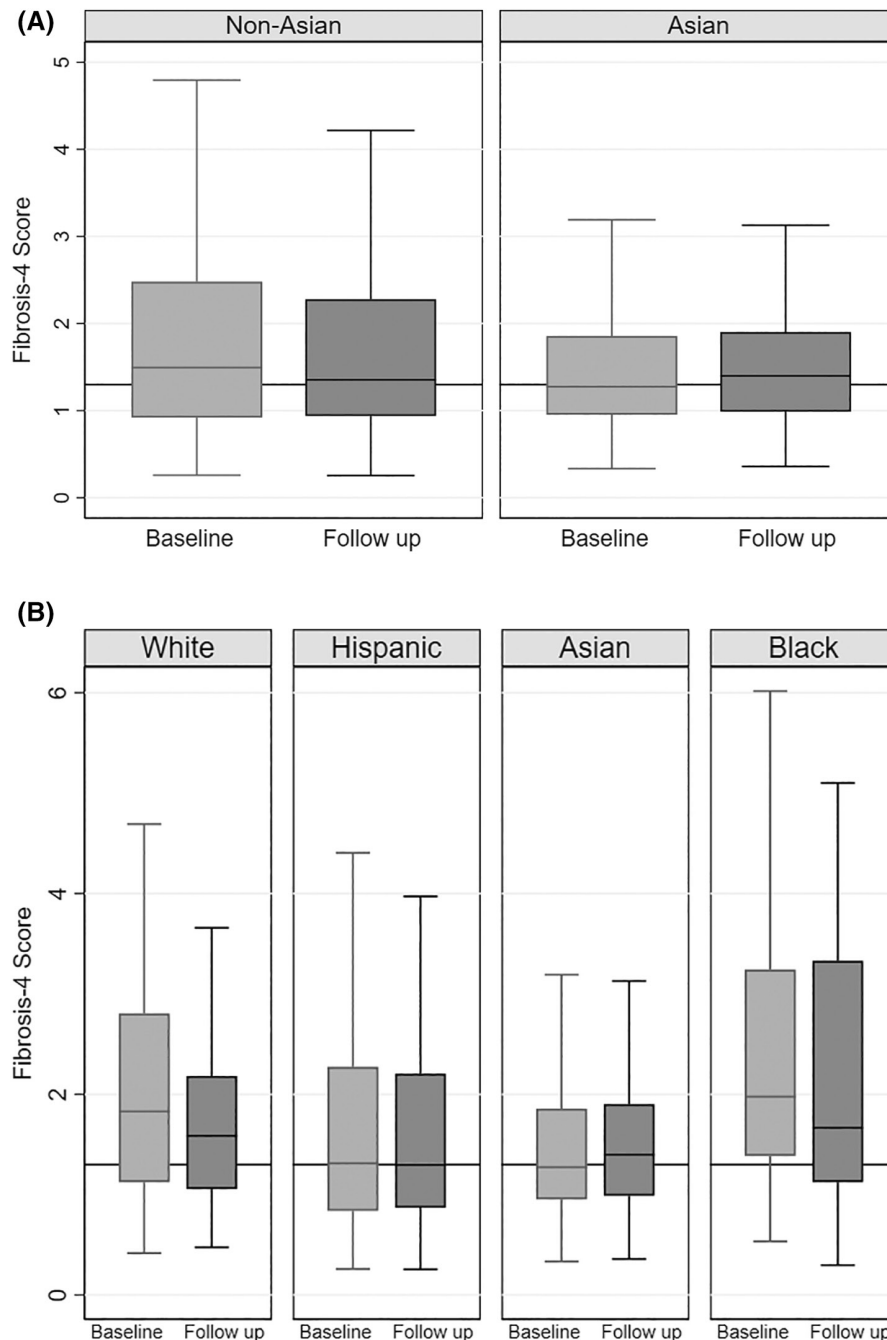 (A)
Non-Asian Asian
5
4
3
2
1
0
Fibrosis-4 Score
Baseline Follow up Baseline Follow up
(B)
White Hispanic Asian Black
6
4
2
0
Fibrosis-4 Score
Baseline Follow up Baseline Follow up Baseline Follow up Baseline Follow up